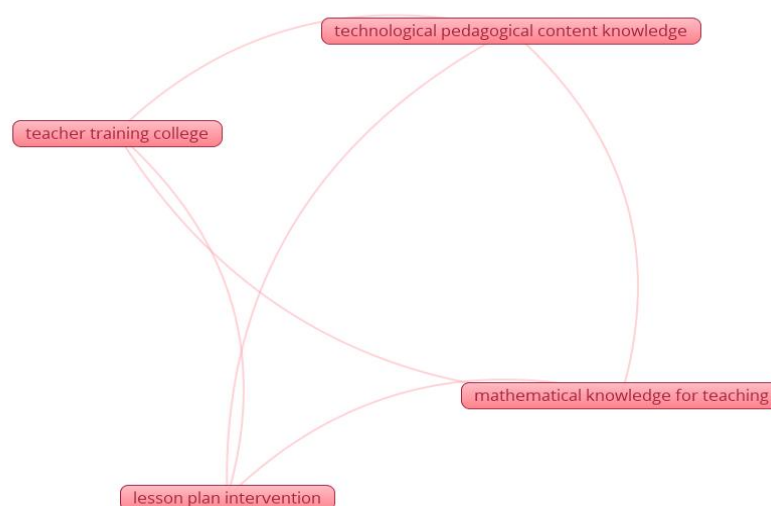 technological pedagogical content knowledge
teacher training college
mathematical knowledge for teaching
lesson plan intervention